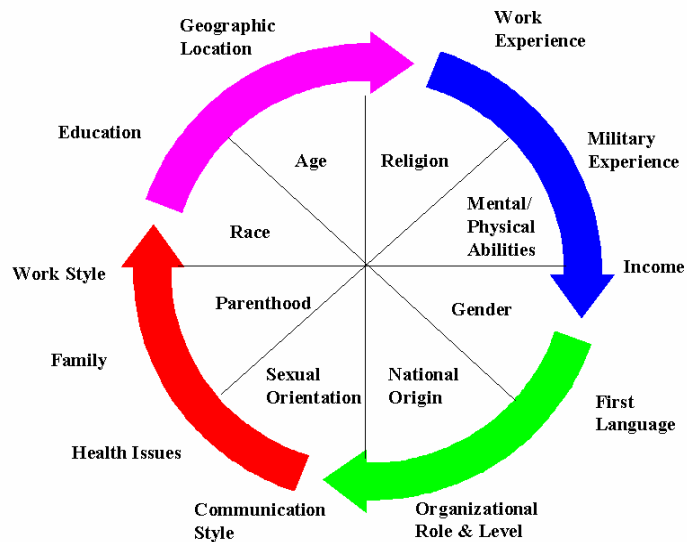 Geographic
Location
Work
Experience
Education
Military
Experience
Age
Religion
Mental/
Physical
Abilities
Race
Work Style
Income
Parenthood
Gender
Family
Sexual
Orientation
National
Origin
First
Language
Health Issues
Communication
Style
Organizational
Role & Level